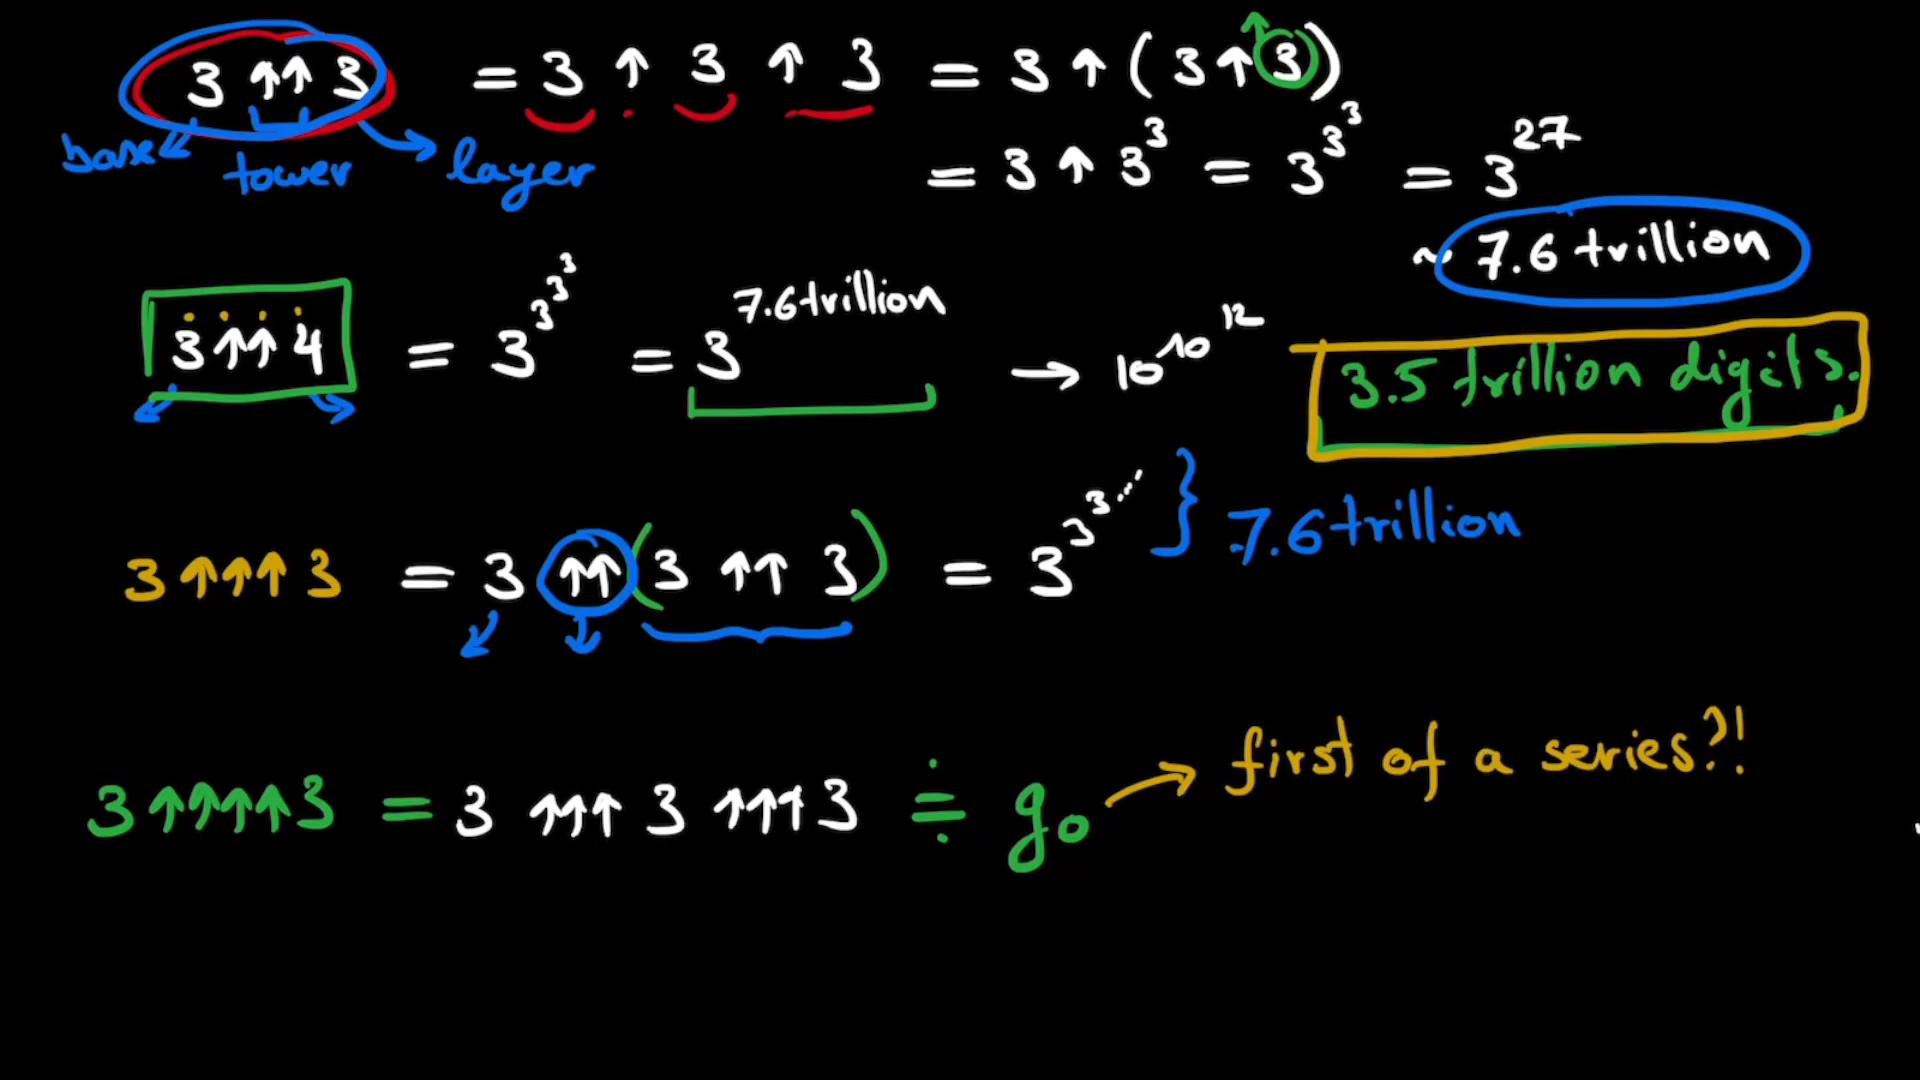 3 ↑↑ 3 = 3 ↑ 3 ↑ 3 = 3 ↑ (3 ↑ 3)
base tower layer
= 3 ↑ 3^3 = 3^3^3 = 3^27
~ 7.6 trillion
3 ↑↑ 4 = 3^3^3^3 = 3^7.6 trillion → 10^10^12
3.5 trillion digits.
3 ↑↑↑ 3 = 3 ↑↑ (3 ↑↑ 3) = 3^3^3^... } 7.6 trillion
3 ↑↑↑↑ 3 = 3 ↑↑↑ 3 ↑↑↑ 3 ≑ g₀ → first of a series?!